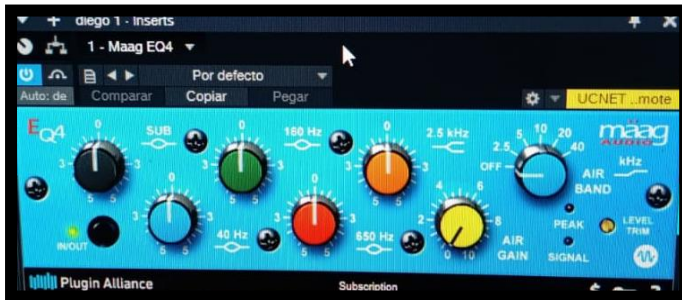 diego 1 - Inserts
1 - Maag EQ4
Por defecto
Auto: de Comparar Copiar Pegar
UCNET ..mote
EQ4
SUB
160 Hz
2.5 kHz
OFF 2.5 5 10 20 40
mäag
AUDIO
kHz
AIR
BAND
0
3 3
5 5
0
3 3
5 5
0
3 3
5 5
IN/OUT
40 Hz
650 Hz
0
3 3
5 5
0
3 3
5 5
0 2 4 6 8 10
AIR
GAIN
PEAK
SIGNAL
LEVEL
TRIM
Plugin Alliance
Subscription
$ ?